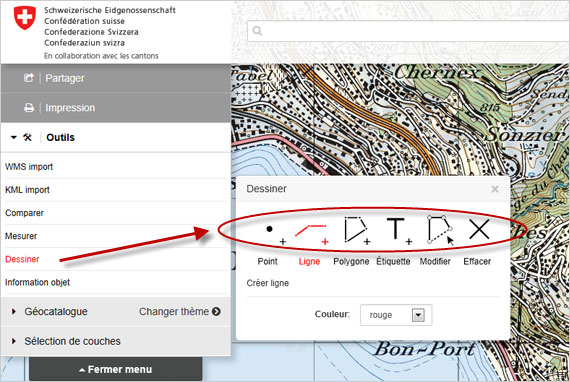 Schweizerische Eidgenossenschaft
Confédération suisse
Confederazione Svizzera
Confederaziun svizra
En collaboration avec les cantons
Partager
Impression
Outils
WMS import
KML import
Comparer
Mesurer
Dessiner
Information objet
Géocatalogue
Changer thème
Sélection de couches
Fermer menu
Chernex
815
Send
Sonzier
Dessiner
Point
Ligne
Polygone
Étiquette
Modifier
Effacer
Créer ligne
Couleur:
rouge
Bon-Port